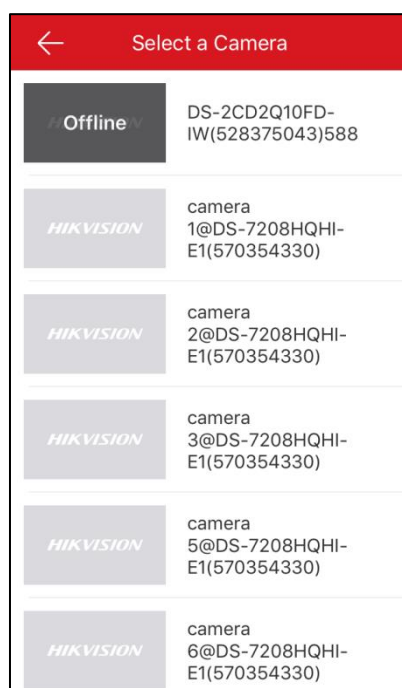 Select a Camera
Offline
DS-2CD2Q10FD-
IW(528375043)588
HIKVISION
camera
1@DS-7208HQHI-
E1(570354330)
HIKVISION
camera
2@DS-7208HQHI-
E1(570354330)
HIKVISION
camera
3@DS-7208HQHI-
E1(570354330)
HIKVISION
camera
5@DS-7208HQHI-
E1(570354330)
HIKVISION
camera
6@DS-7208HQHI-
E1(570354330)